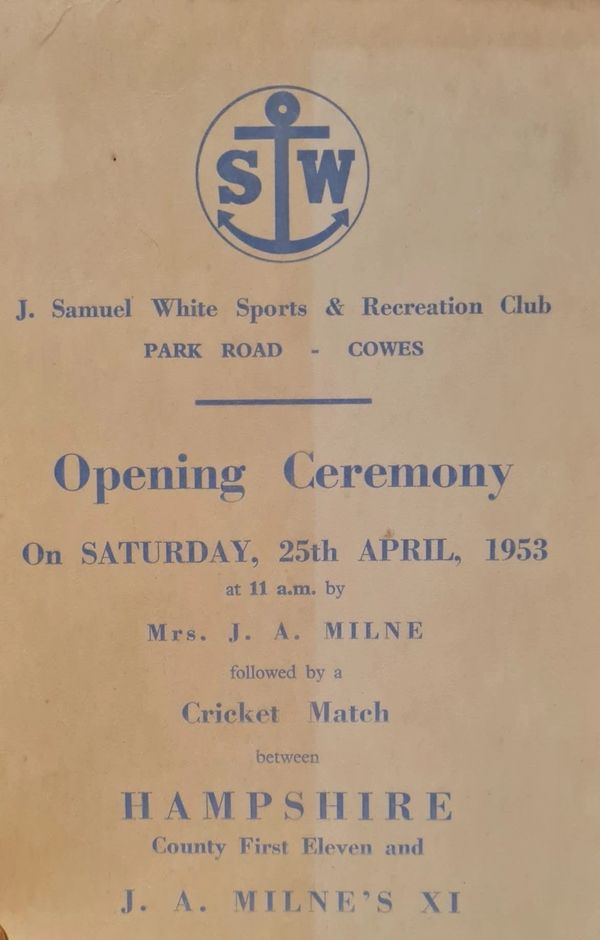 S W
J. Samuel White Sports & Recreation Club
PARK ROAD - COWES
Opening Ceremony
On SATURDAY, 25th APRIL, 1953
at 11 a.m. by
Mrs. J. A. MILNE
followed by a
Cricket Match
between
HAMPSHIRE
County First Eleven and
J. A. MILNE'S XI